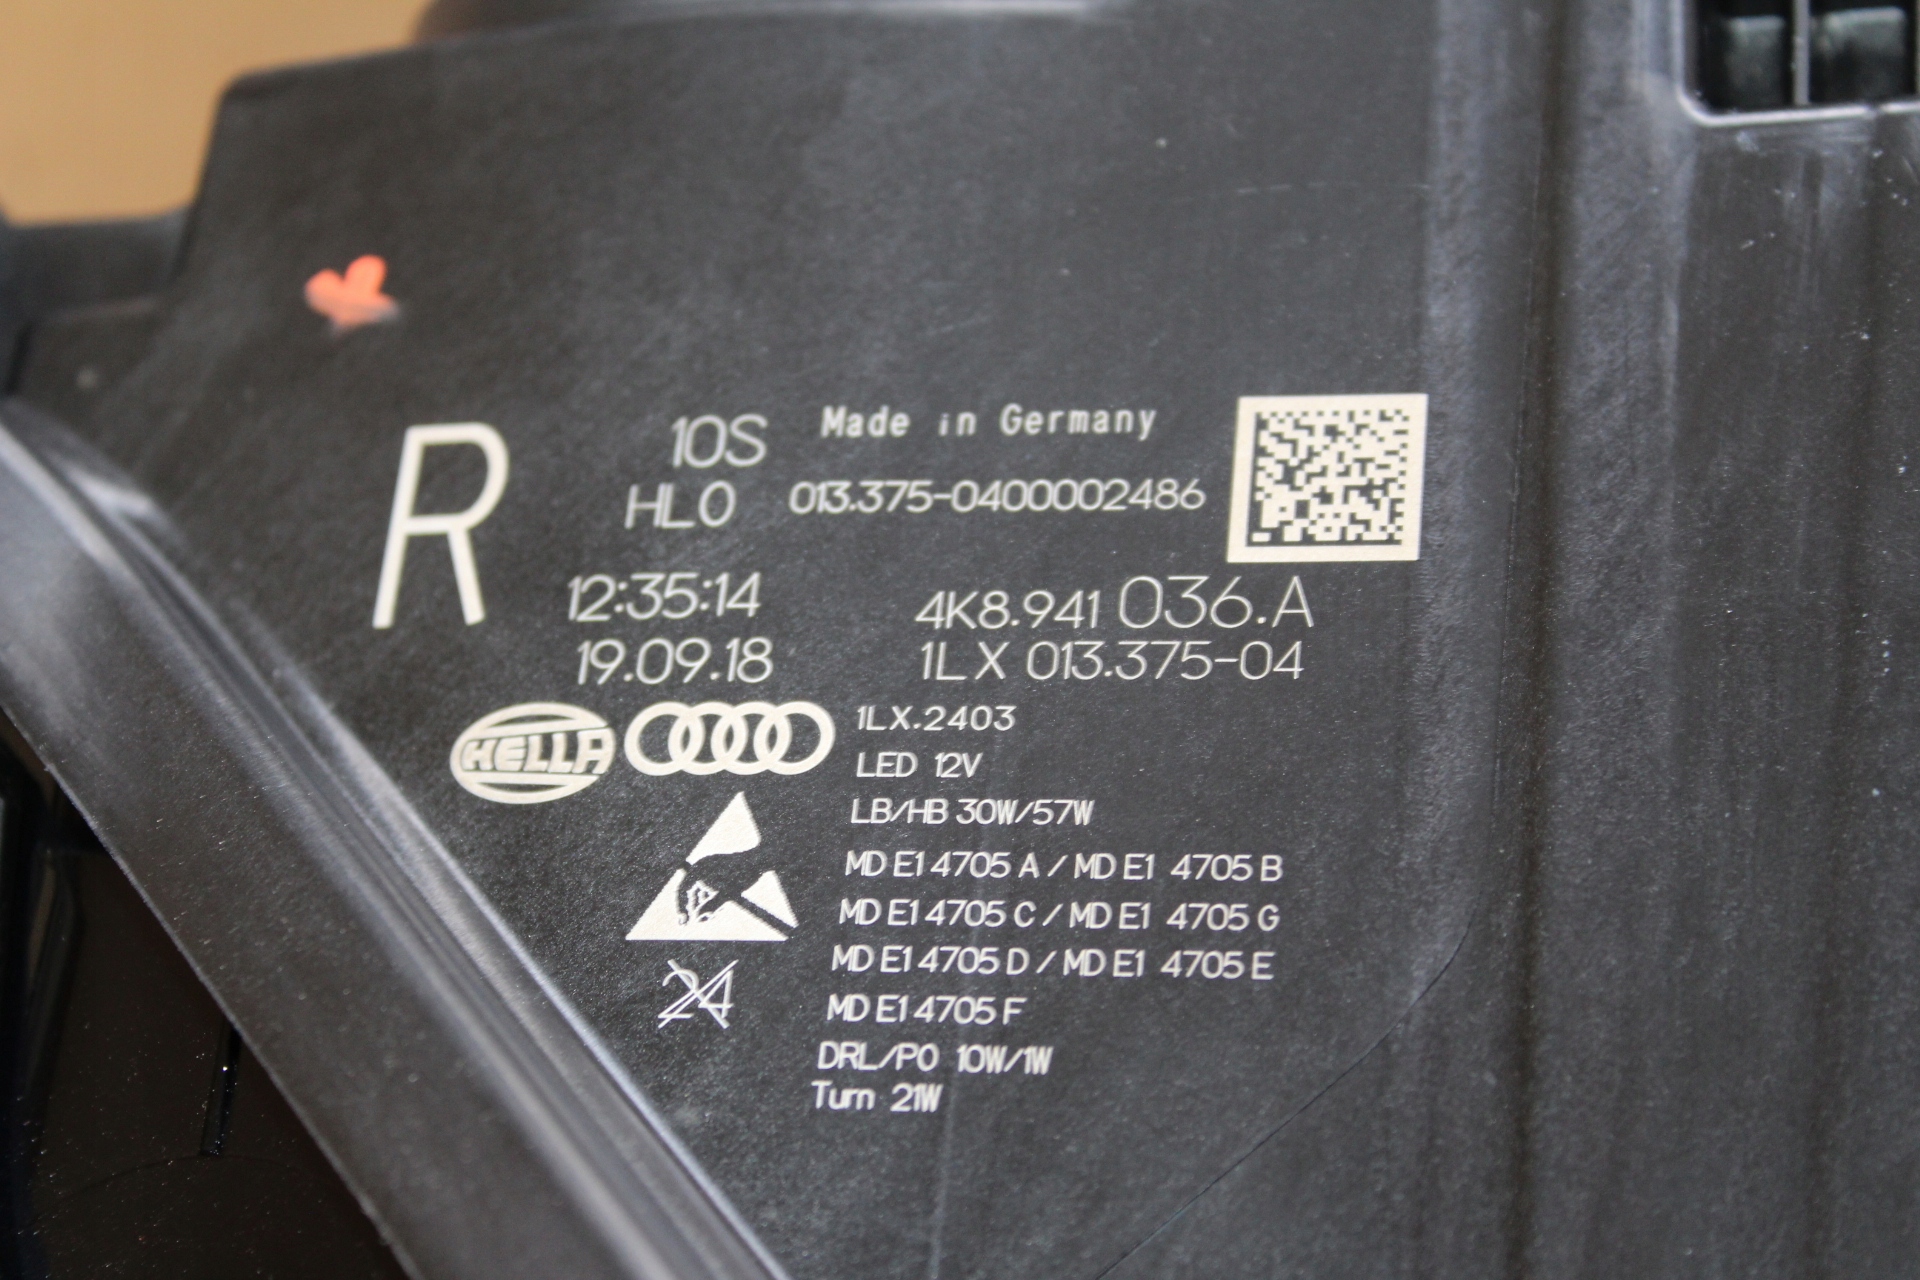 R
10S Made in Germany
HLO 013.375-0400002486
12:35:14 4K8.941 036.A
19.09.18 1LX 013.375-04
HELLA 1LX.2403
LED 12V
LB/HB 30W/57W
MD E1 4705 A / MD E1 4705 B
MD E1 4705 C / MD E1 4705 G
MD E1 4705 D / MD E1 4705 E
24 MD E1 4705 F
DRL/PO 10W/1W
Turn 21W